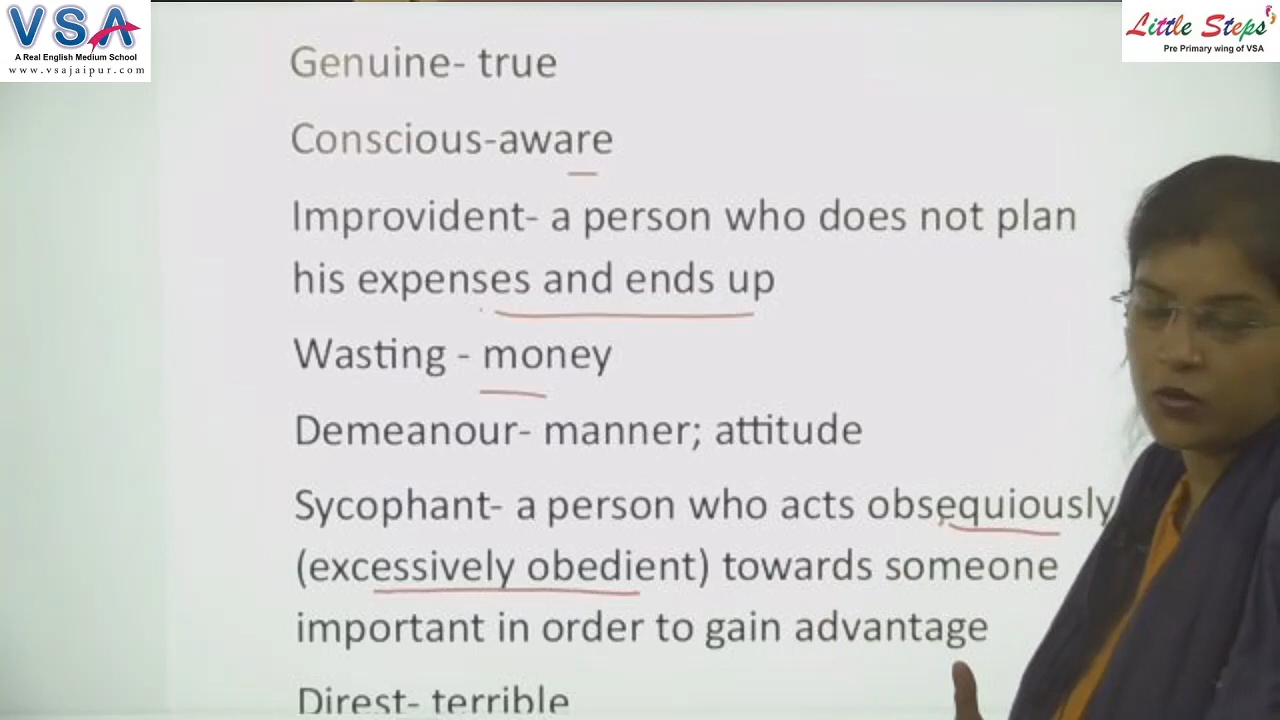 VSA
A Real English Medium School
www.vsajaipur.com
Little Steps
Pre Primary wing of VSA
Genuine- true
Conscious-aware
Improvident- a person who does not plan
his expenses and ends up
Wasting - money
Demeanour- manner; attitude
Sycophant- a person who acts obsequiously
(excessively obedient) towards someone
important in order to gain advantage
Direst- terrible